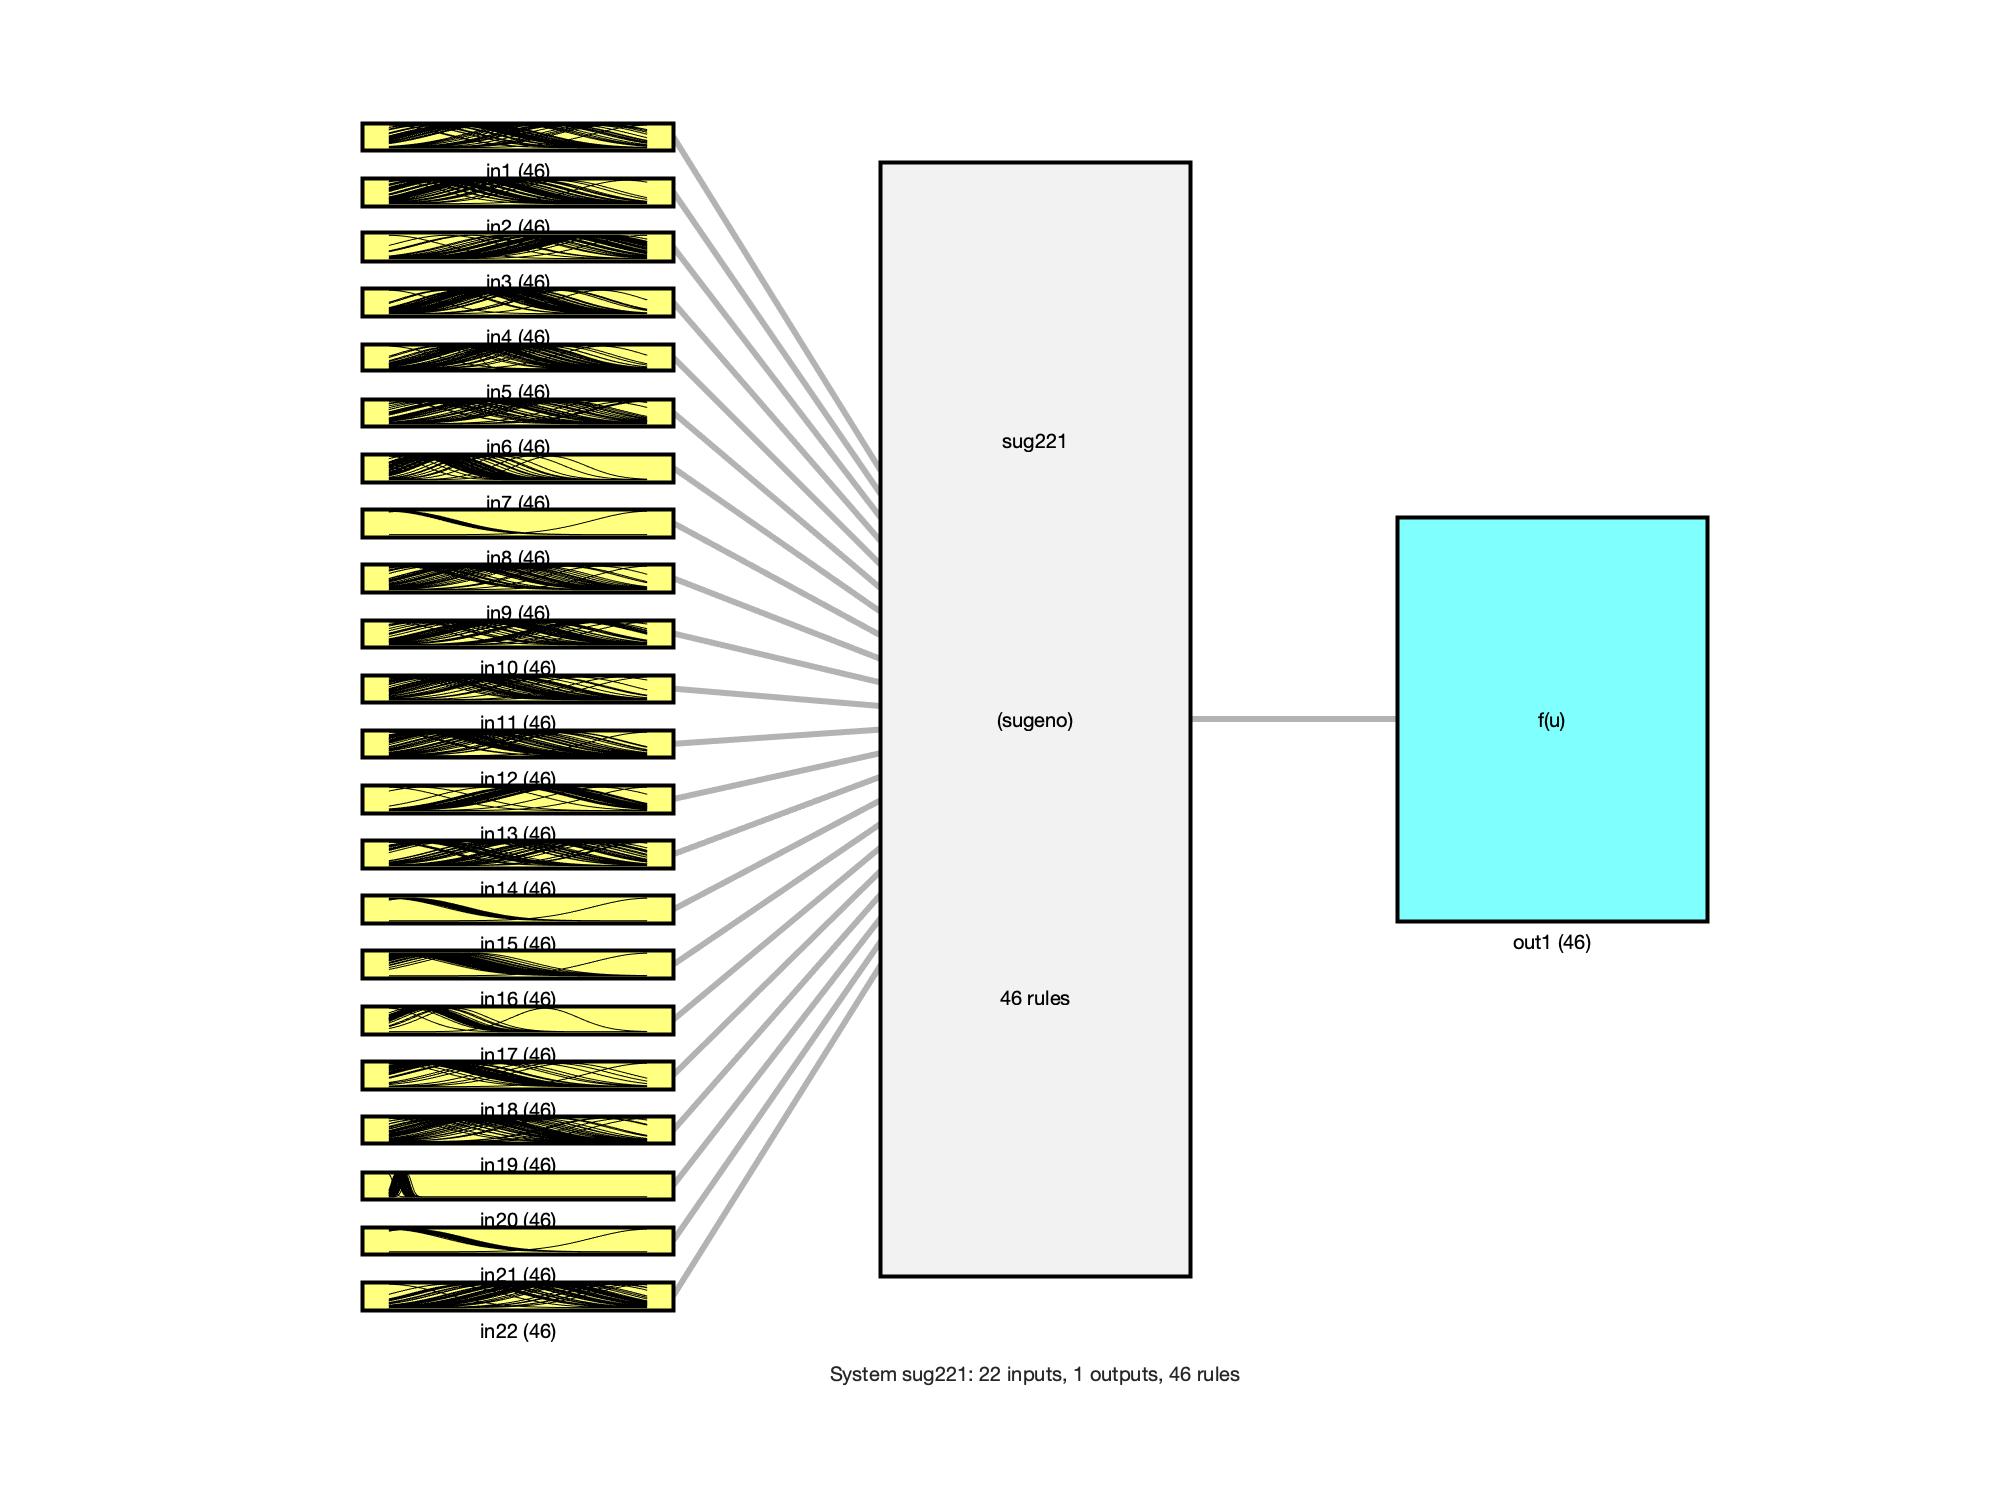 in1 (46)
in2 (46)
in3 (46)
in4 (46)
in5 (46)
in6 (46)
in7 (46)
in8 (46)
in9 (46)
in10 (46)
in11 (46)
in12 (46)
in13 (46)
in14 (46)
in15 (46)
in16 (46)
in17 (46)
in18 (46)
in19 (46)
in20 (46)
in21 (46)
in22 (46)
sug221
(sugeno)
46 rules
f(u)
out1 (46)
System sug221: 22 inputs, 1 outputs, 46 rules